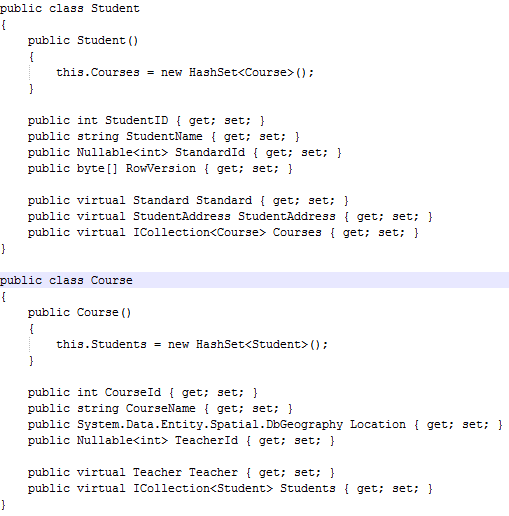 public class Student
{
    public Student()
    {
        this.Courses = new HashSet<Course>();
    }

    public int StudentID { get; set; }
    public string StudentName { get; set; }
    public Nullable<int> StandardId { get; set; }
    public byte[] RowVersion { get; set; }

    public virtual Standard Standard { get; set; }
    public virtual StudentAddress StudentAddress { get; set; }
    public virtual ICollection<Course> Courses { get; set; }
}

public class Course
{
    public Course()
    {
        this.Students = new HashSet<Student>();
    }

    public int CourseId { get; set; }
    public string CourseName { get; set; }
    public System.Data.Entity.Spatial.DbGeography Location { get; set; }
    public Nullable<int> TeacherId { get; set; }

    public virtual Teacher Teacher { get; set; }
    public virtual ICollection<Student> Students { get; set; }
}